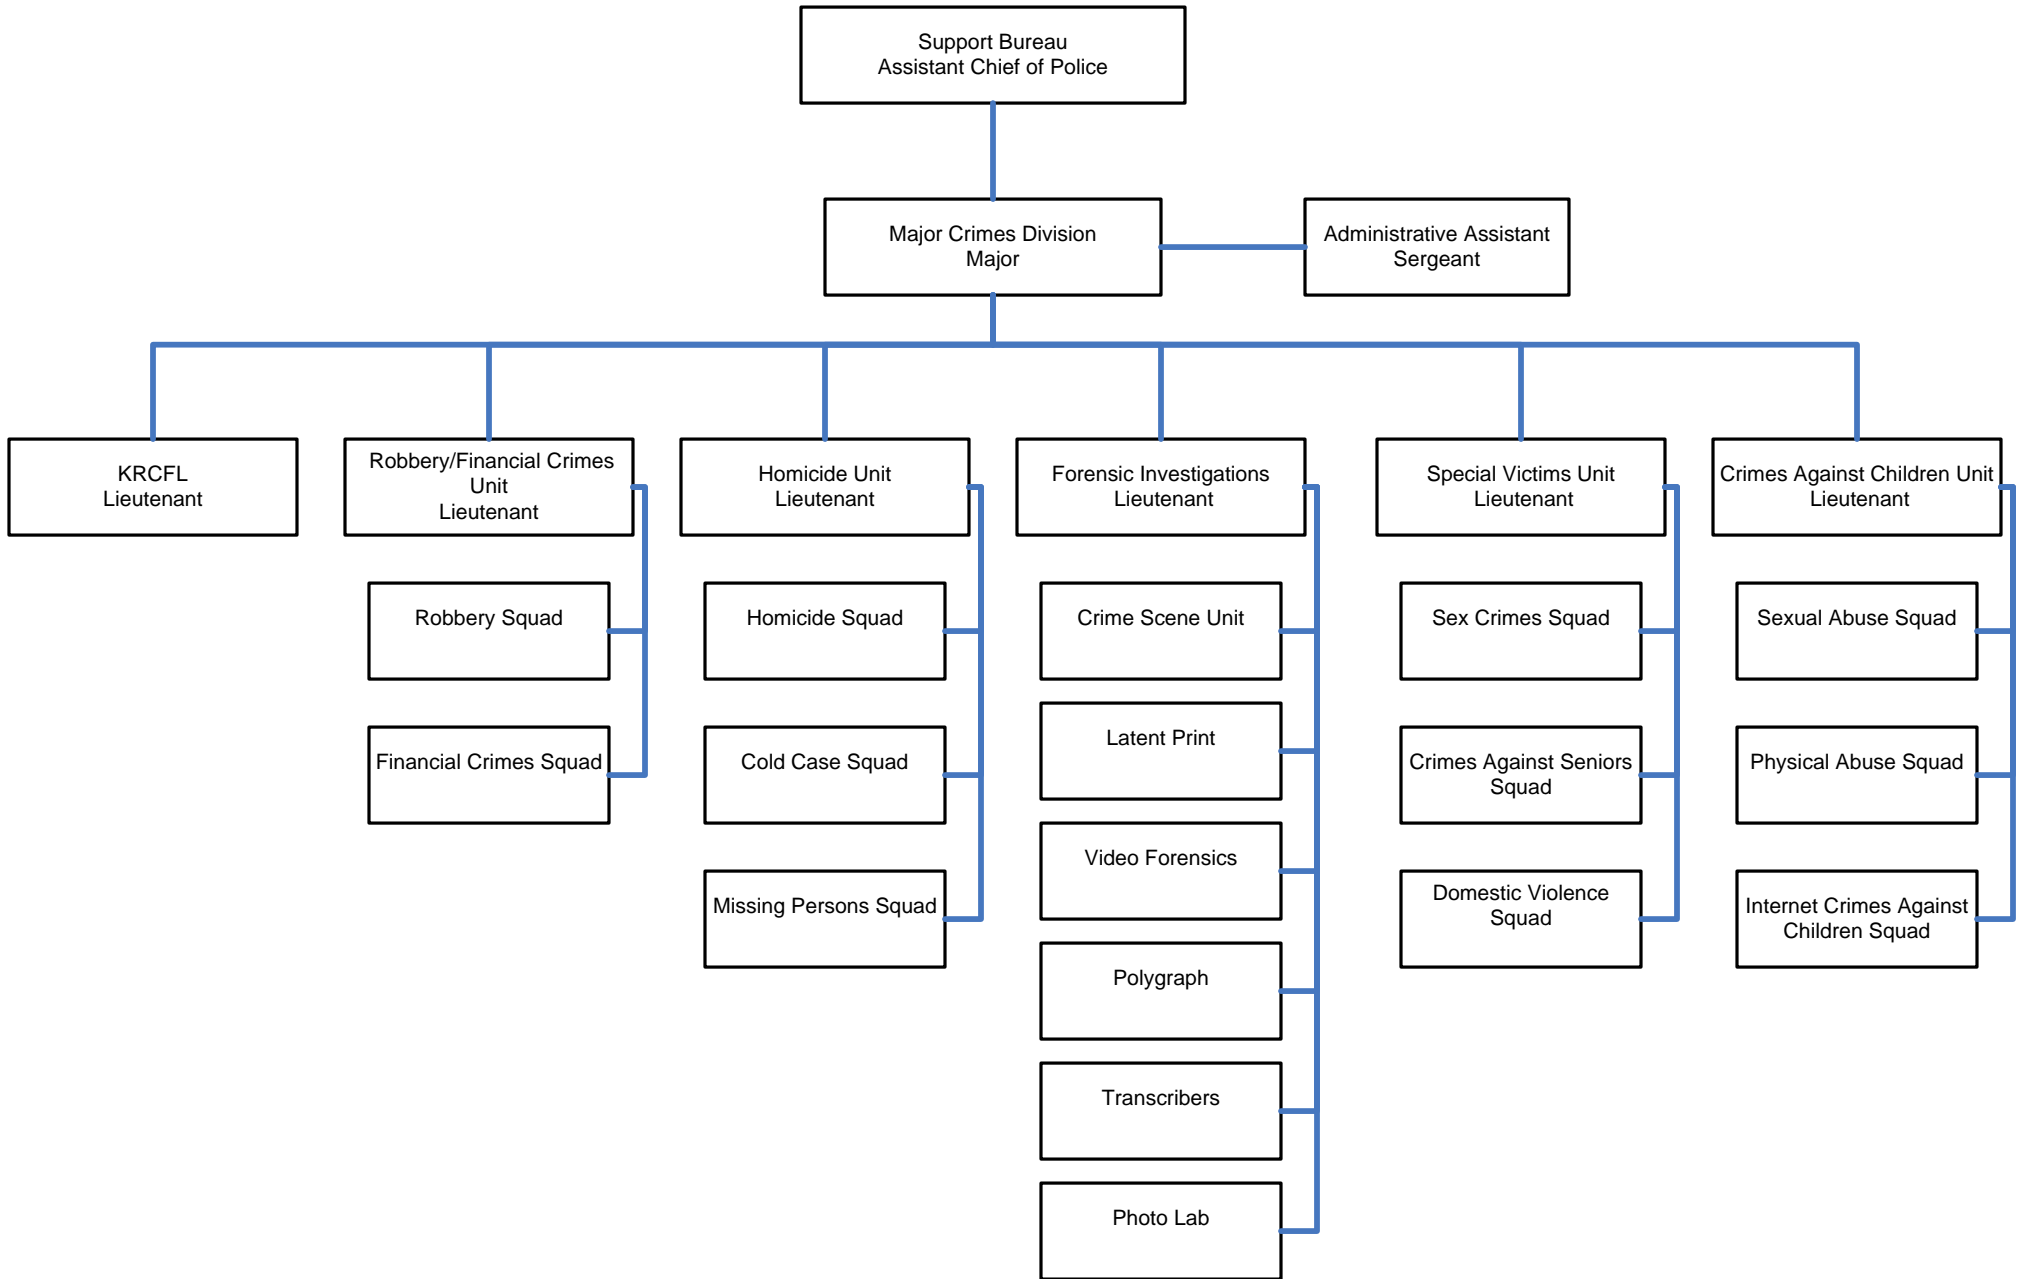 Support Bureau
Assistant Chief of Police
Major Crimes Division
Major
Administrative Assistant
Sergeant
KRCFL
Lieutenant
Robbery/Financial Crimes
Unit
Lieutenant
Homicide Unit
Lieutenant
Forensic Investigations
Lieutenant
Special Victims Unit
Lieutenant
Crimes Against Children Unit
Lieutenant
Robbery Squad
Financial Crimes Squad
Homicide Squad
Cold Case Squad
Missing Persons Squad
Crime Scene Unit
Latent Print
Video Forensics
Polygraph
Transcribers
Photo Lab
Sex Crimes Squad
Crimes Against Seniors
Squad
Domestic Violence
Squad
Sexual Abuse Squad
Physical Abuse Squad
Internet Crimes Against
Children Squad